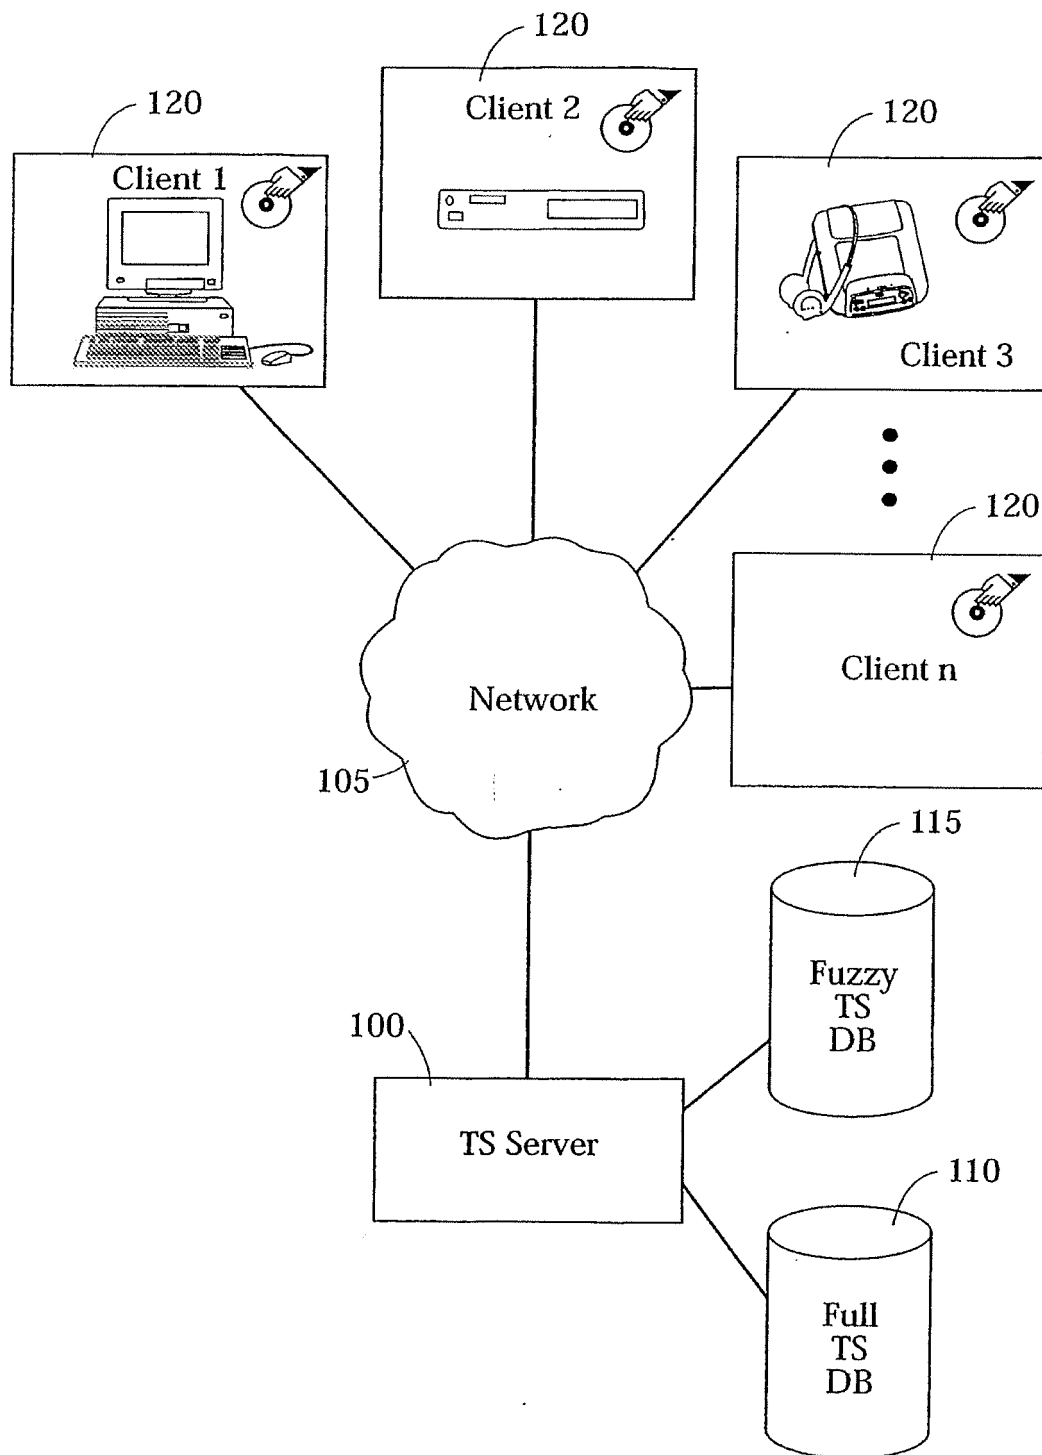 120
Client 2
120
Client 1
120
Client 3
120
Client n
Network
105
115
Fuzzy
TS
DB
100
TS Server
110
Full
TS
DB